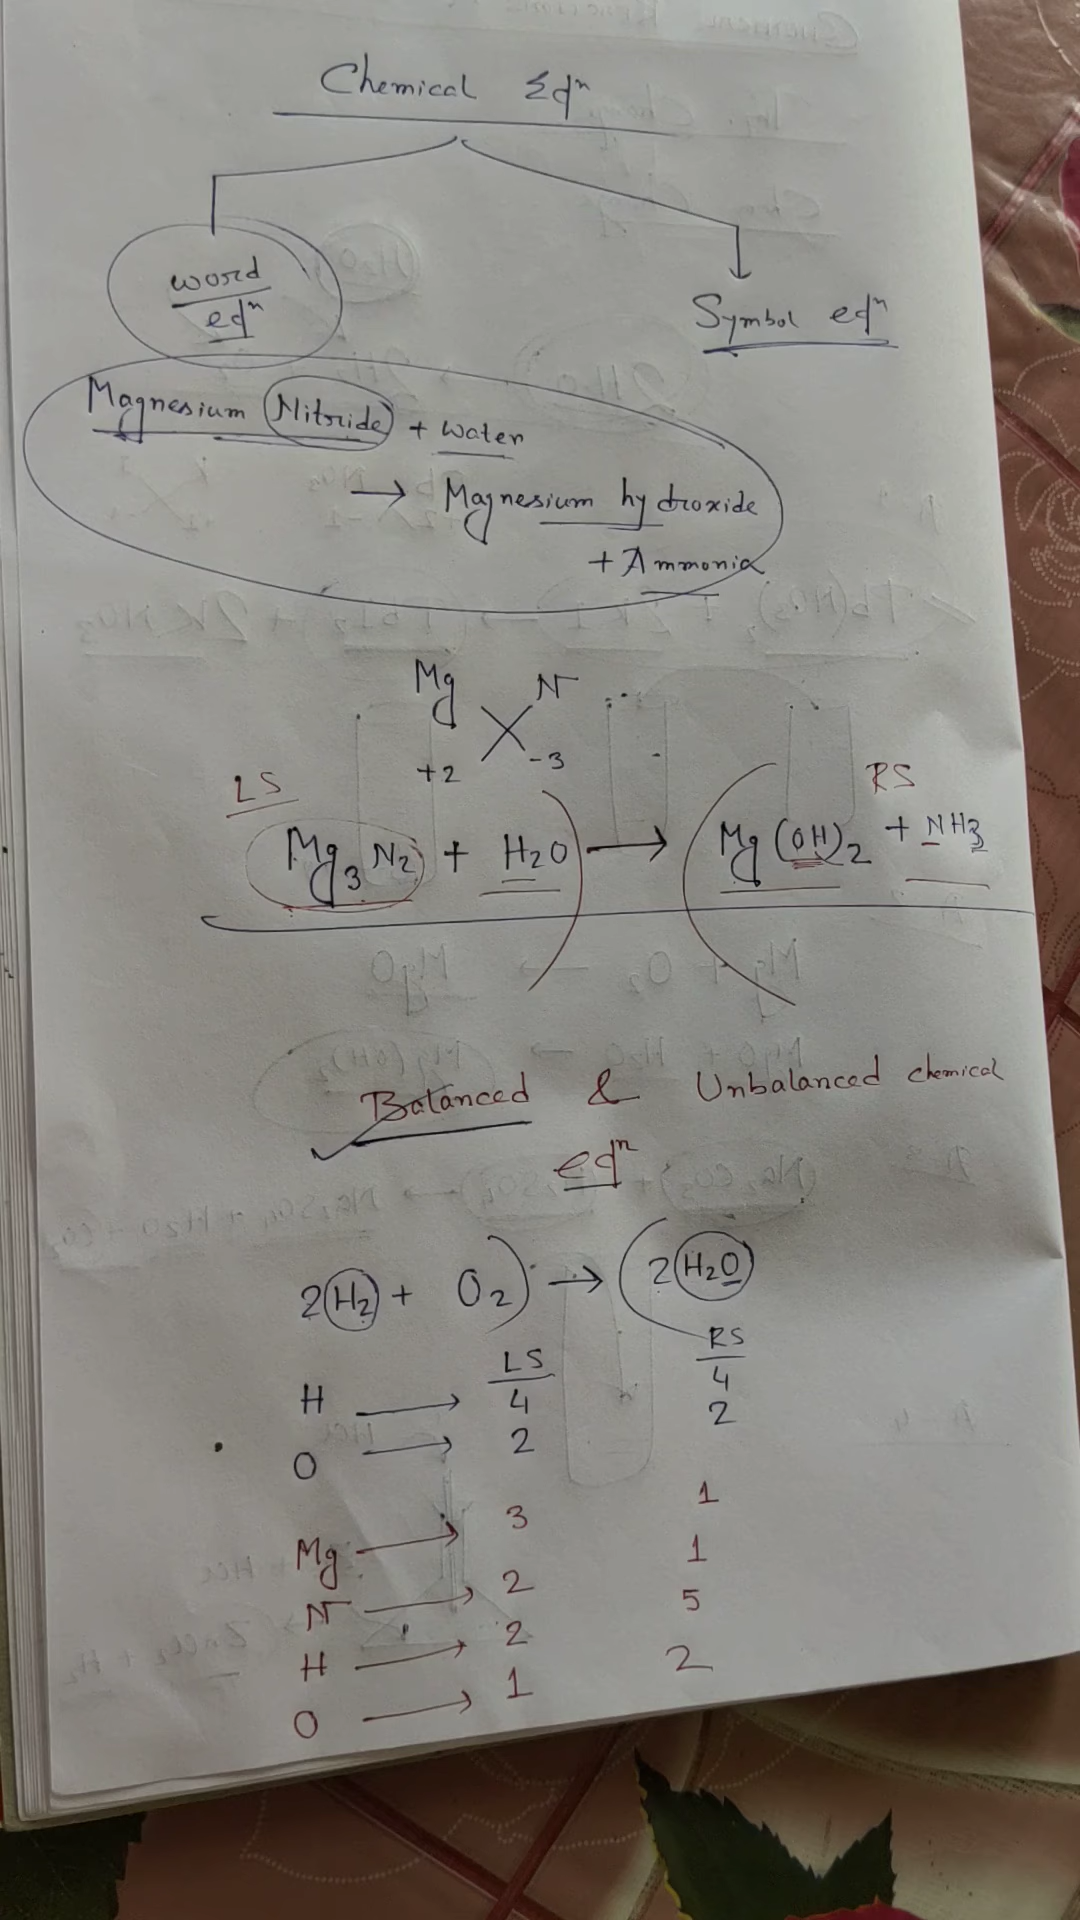 Chemical Eqⁿ
word
eqⁿ
Symbol eqⁿ
Magnesium Nitride + Water
→ Magnesium hydroxide
+ Ammonia
Mg N
+2 -3
LS RS
Mg₃N₂ + H₂O → Mg(OH)₂ + NH₃
Balanced & Unbalanced chemical
eqⁿ
2H₂ + O₂ → 2H₂O
LS RS
H → 4 4
O → 2 2
Mg → 3 1
N → 2 1
H → 2 5
O → 1 2